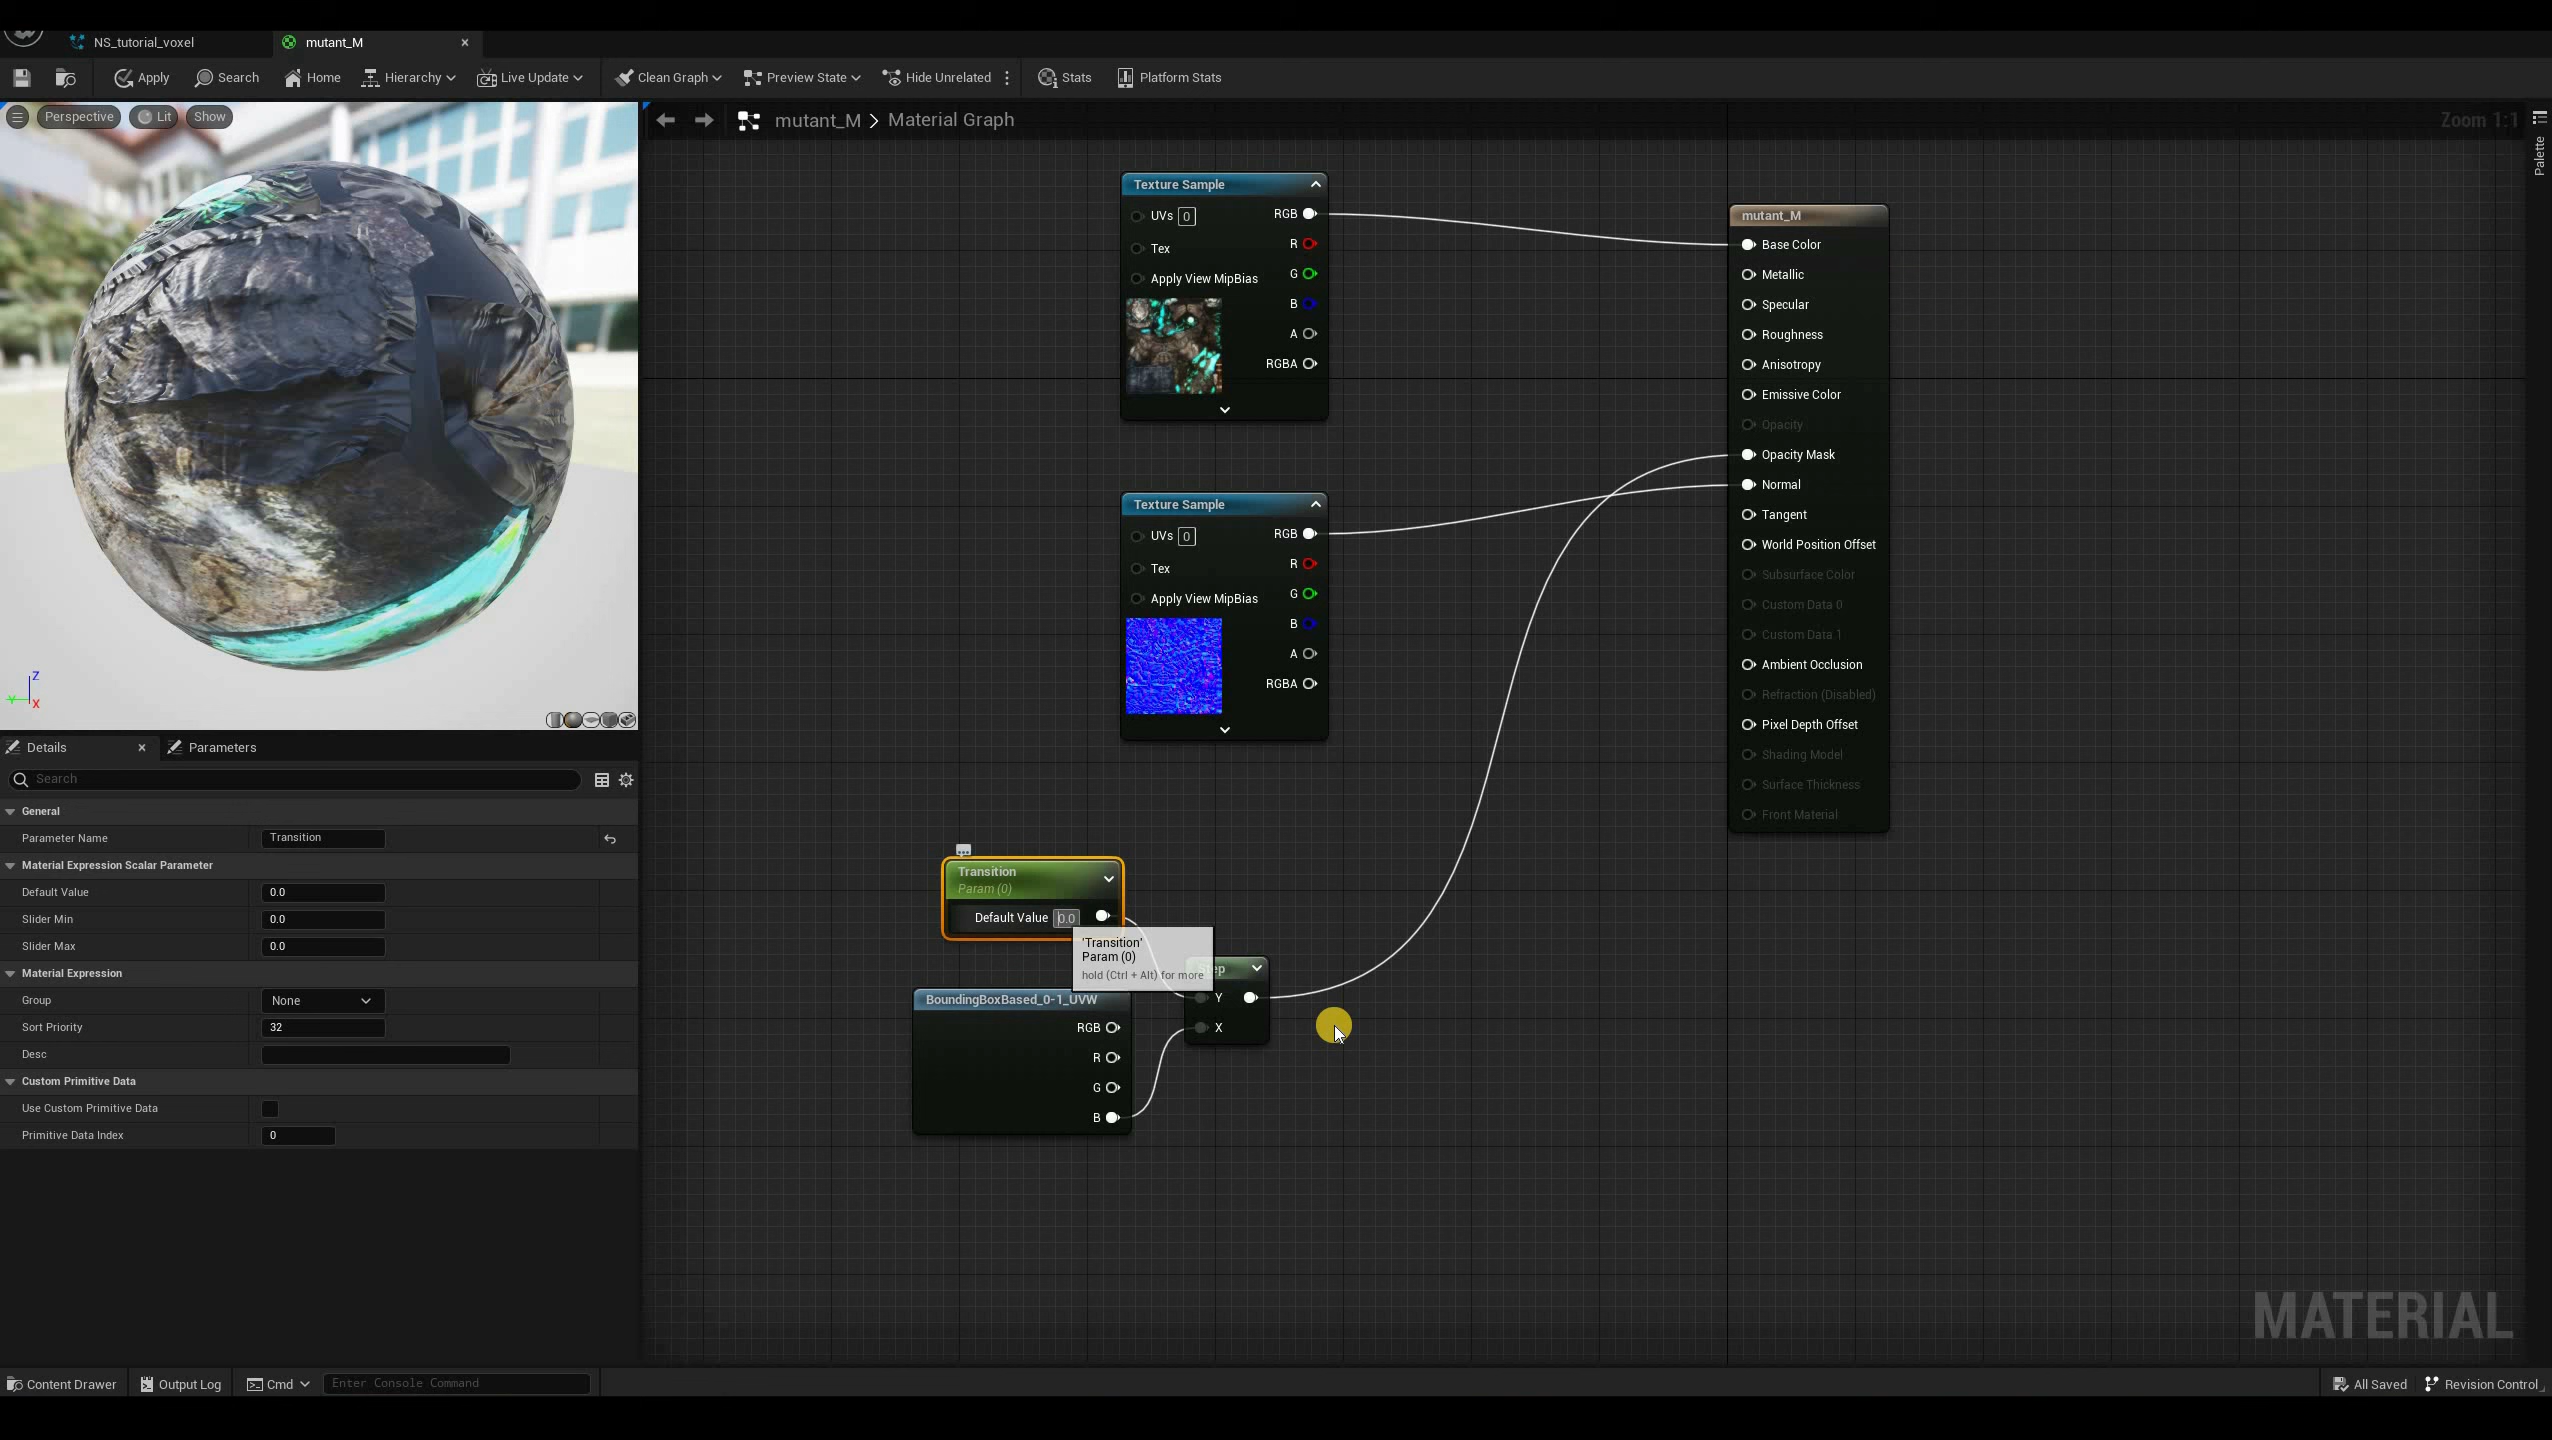 NS_tutorial_voxel
mutant_M
Apply
Search
Home
Hierarchy
Live Update
Clean Graph
Preview State
Hide Unrelated
Stats
Platform Stats
Perspective
Lit
Show
mutant_M > Material Graph
Zoom 1:1
Palette
Texture Sample
UVs 0
RGB
R
Tex
G
Apply View MipBias
B
A
RGBA
mutant_M
Base Color
Metallic
Specular
Roughness
Anisotropy
Emissive Color
Opacity
Opacity Mask
Normal
Tangent
World Position Offset
Subsurface Color
Custom Data 0
Custom Data 1
Ambient Occlusion
Refraction (Disabled)
Pixel Depth Offset
Shading Model
Surface Thickness
Front Material
Texture Sample
UVs 0
RGB
R
Tex
G
Apply View MipBias
B
A
RGBA
Z
Y
X
Details
Parameters
Search
General
Parameter Name Transition
Material Expression Scalar Parameter
Default Value 0.0
Slider Min 0.0
Slider Max 0.0
Material Expression
Group None
Sort Priority 32
Desc
Custom Primitive Data
Use Custom Primitive Data
Primitive Data Index 0
Transition
Param (0)
Default Value 0.0
'Transition'
Param (0)
hold (Ctrl + Alt) for more
Step
Y
X
BoundingBoxBased_0-1_UVW
RGB
R
G
B
MATERIAL
Content Drawer
Output Log
Cmd
Enter Console Command
All Saved
Revision Control